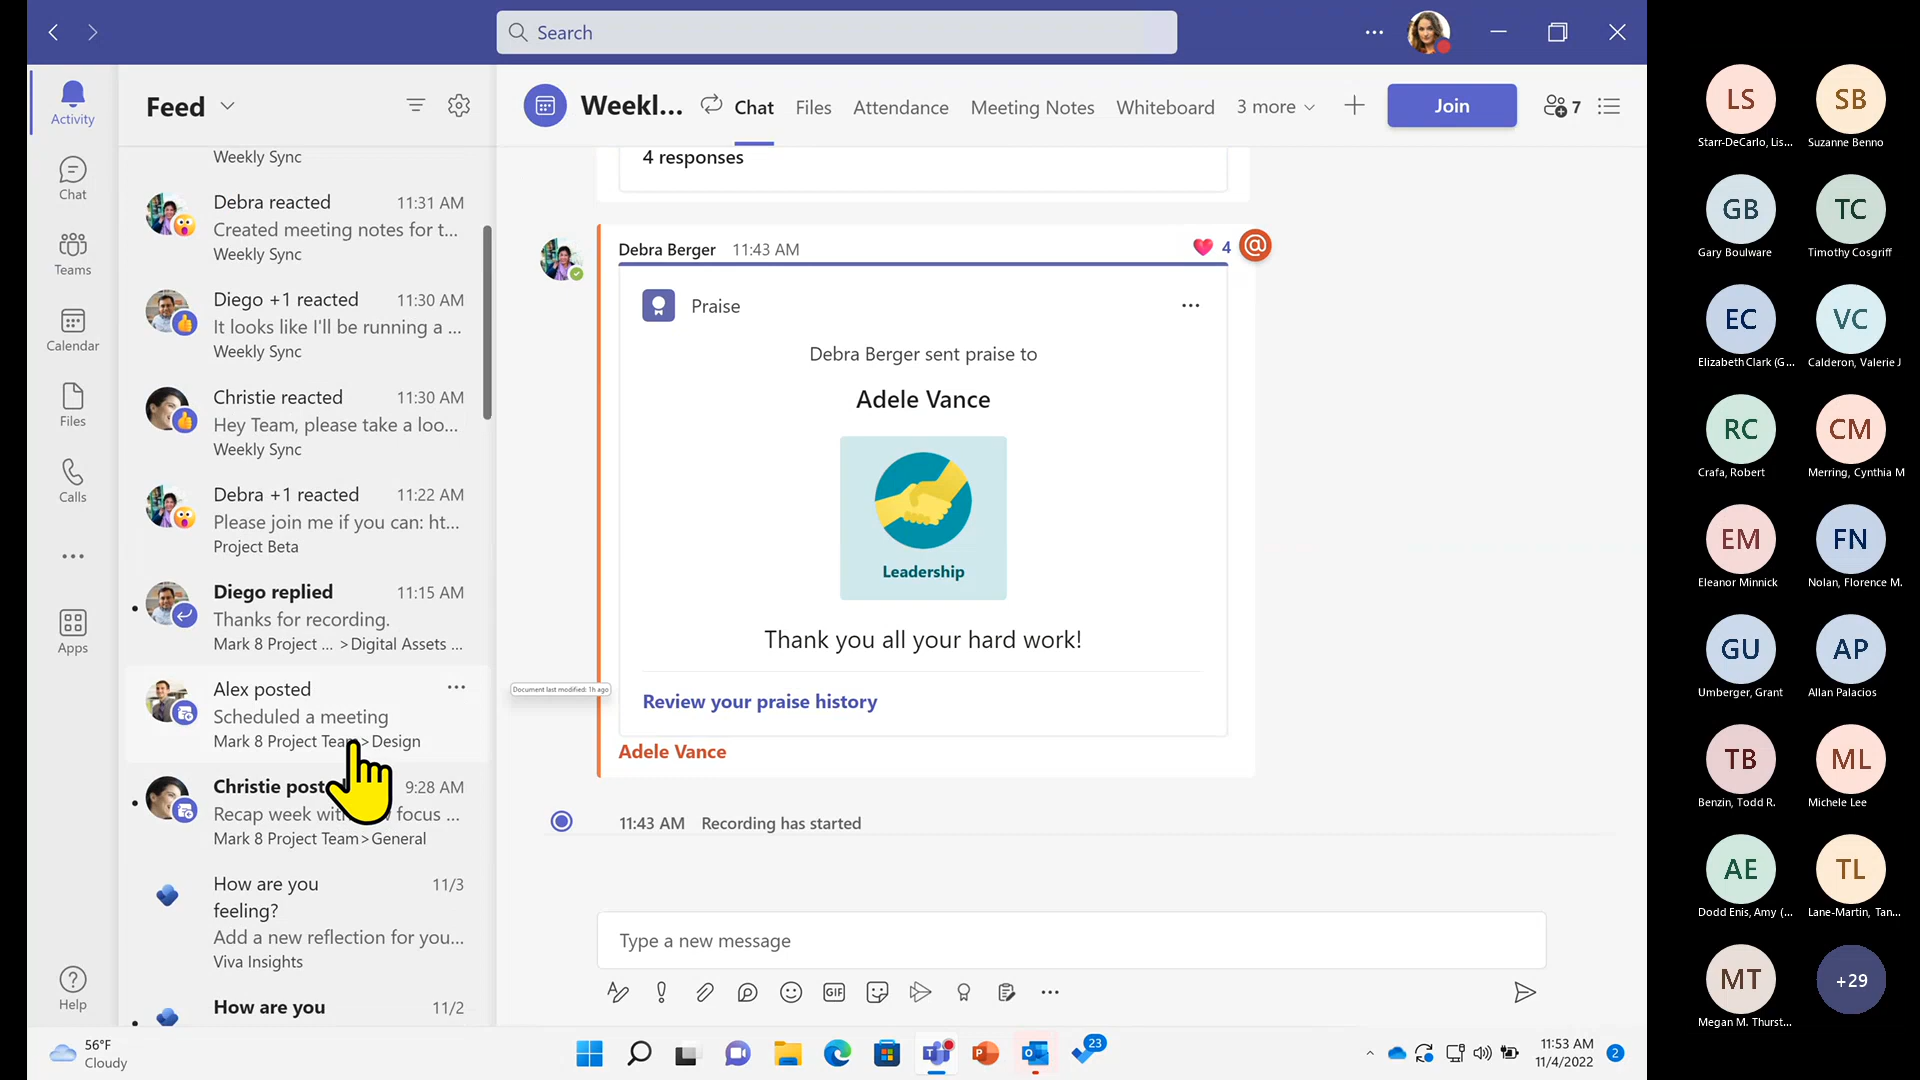 Search
Activity
Chat
Teams
Calendar
Files
Calls
Apps
Help
Feed
Weekly Sync
Debra reacted 11:31 AM
Created meeting notes for t...
Weekly Sync
Diego +1 reacted 11:30 AM
It looks like I'll be running a ...
Weekly Sync
Christie reacted 11:30 AM
Hey Team, please take a loo...
Weekly Sync
Debra +1 reacted 11:22 AM
Please join me if you can: ht...
Project Beta
Diego replied 11:15 AM
Thanks for recording.
Mark 8 Project ... >Digital Assets ...
Alex posted
Scheduled a meeting
Mark 8 Project Team>Design
Christie 9:28 AM
Recap week focus ...
Mark 8 Project Team>General
How are you 11/3
feeling?
Add a new reflection for you...
Viva Insights
How are you 11/2
Weekl... Chat Files Attendance Meeting Notes Whiteboard 3 more Join 7
4 responses
Debra Berger 11:43 AM 4 @
Praise
Debra Berger sent praise to
Adele Vance
Leadership
Thank you all your hard work!
Document last modified: 1h ago
Review your praise history
Adele Vance
11:43 AM Recording has started
Type a new message
GIF
56°F
Cloudy
23
11:53 AM
11/4/2022
2
LS SB
Starr-DeCarlo, Lis... Suzanne Benno
GB TC
Gary Boulware Timothy Cosgriff
EC VC
Elizabeth Clark (G... Calderon, Valerie J
RC CM
Crafa, Robert Merring, Cynthia M
EM FN
Eleanor Minnick Nolan, Florence M.
GU AP
Umberger, Grant Allan Palacios
TB ML
Benzin, Todd R. Michele Lee
AE TL
Dodd Enis, Amy (... Lane-Martin, Tan...
MT +29
Megan M. Thurst...